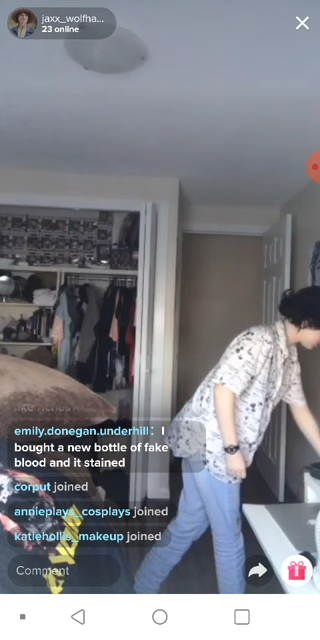 jaxx_wolfha...
23 online
emily.donegan.underhill: I
bought a new bottle of fake
blood and it stained
corput joined
annieplays_cosplays joined
katiehollis_makeup joined
Comment